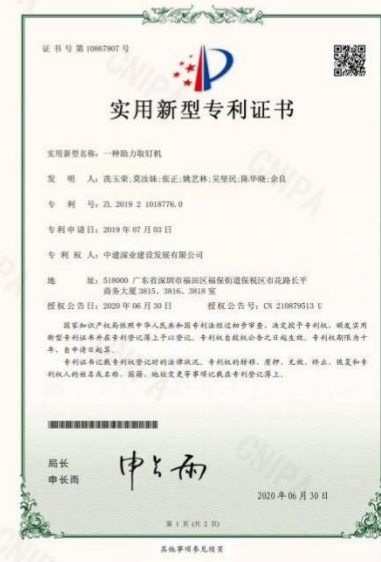 证书号第10867907号
实用新型专利证书
实用新型名称：一种助力取钉机
发 明 人：洗玉荣;莫汝妹;张正;姚艺林;吴坚民;陈华晓;余良
专 利 号：ZL 2019 2 1018776.0
专利申请日：2019年07月03日
专 利 权 人：中建深业建设发展有限公司
地 址：518000 广东省深圳市福田区福保街道保税区市花路长平
商务大厦3815、3816、3818室
授权公告日：2020年06月30日 授权公告号：CN 210879513 U
国家知识产权局依照中华人民共和国专利法经过初步审查，决定授予专利权，颁发实用
新型专利证书并在专利登记簿上予以登记。专利权自授权公告之日起生效。专利权期限为十
年，自申请日起算。
专利证书记载专利权登记时的法律状况。专利权的转移、质押、无效、终止、恢复和专
利权人的姓名或名称、国籍、地址变更等事项记载在专利登记簿上。
局长
申长雨
申长雨
2020年06月30日
第 1 页 (共 2 页)
其他事项参见续页
CNIPA
CNIPA
CNIPA